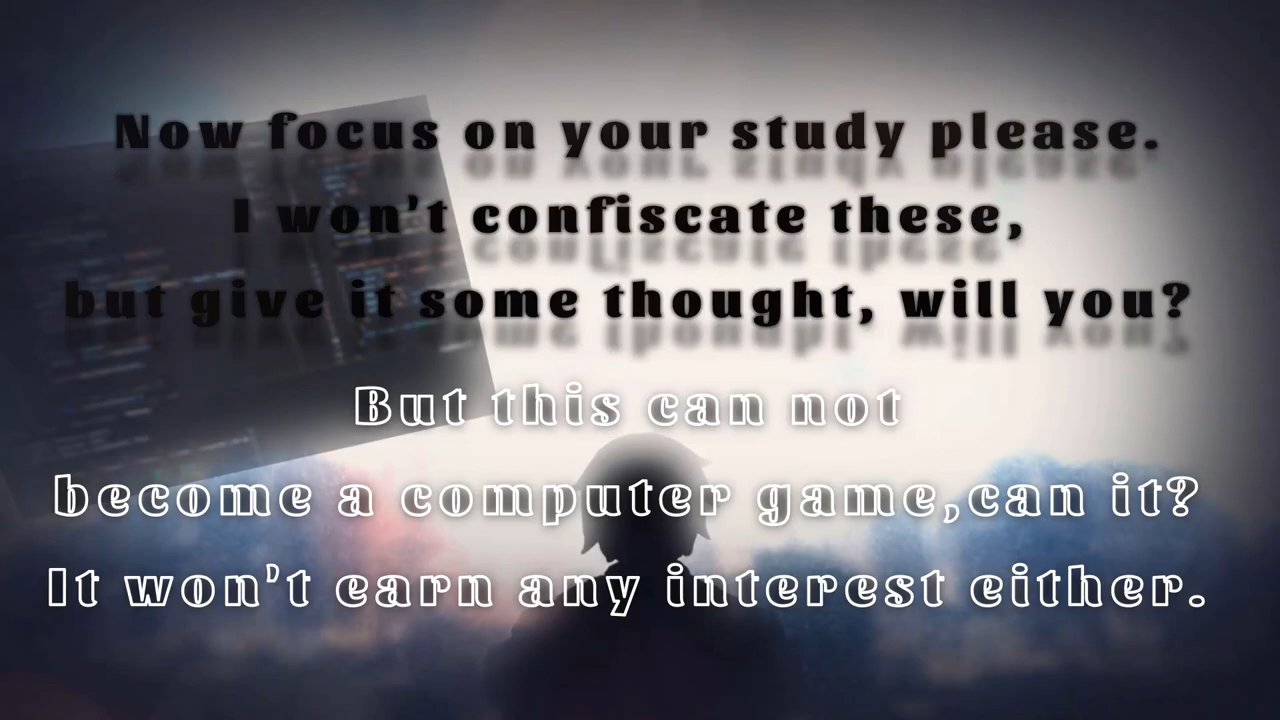 Now focus on your study please.
I won't confiscate these,
but give it some thought, will you?
But this can not
become a computer game,can it?
It won't earn any interest either.